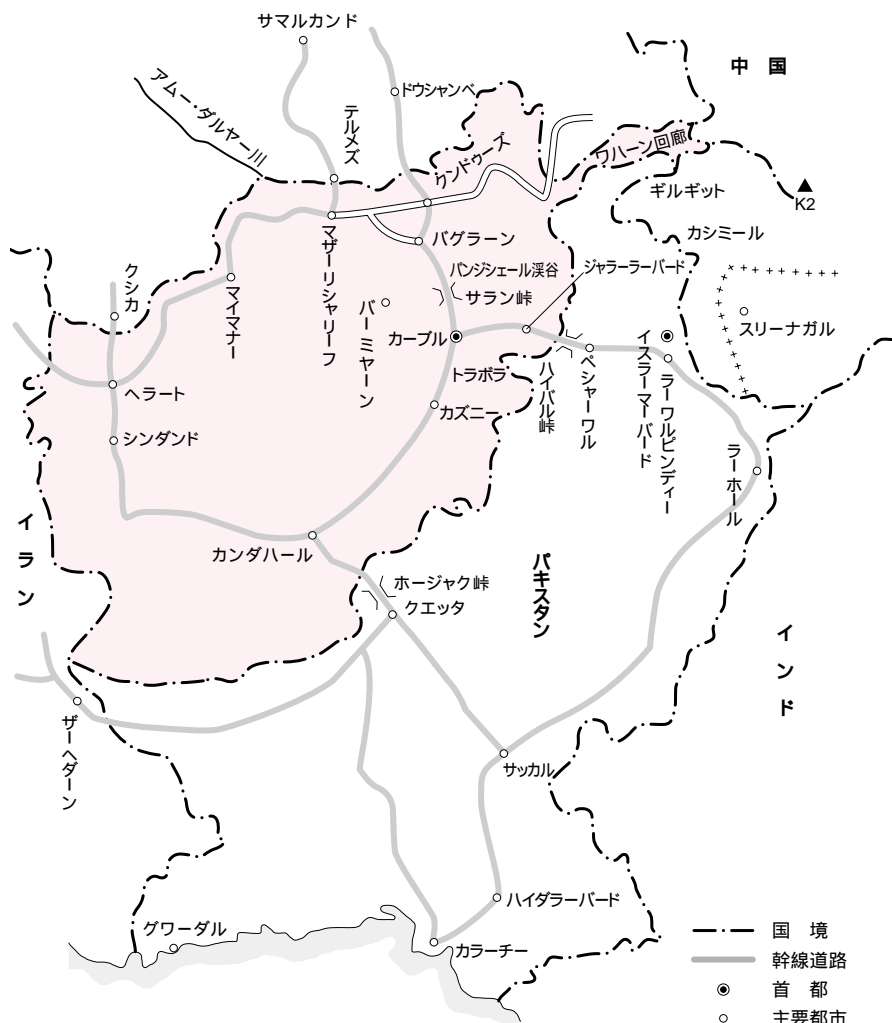 サマルカンド
中 国
アムー・ダルヤー川
ドウシャンベ
テルメズ
クンドゥーズ
ワハーン回廊
ギルギット
K2
カシミール
マザーリシャリーフ
バグラーン
パンジシェール渓谷
ジャラーラーバード
クシカ
マイマナー
サラン峠
バーミヤーン
スリーナガル
カーブル
ヘラート
トラボラ
ハイバル峠
ペシャーワル
イスラーマーバード
ラーワルピンディー
カズニー
シンダンド
ラーホール
イラン
カンダハール
パキスタン
ホージャク峠
クエッタ
インド
ザーヘダーン
サッカル
ハイダラーバード
グワーダル
カラーチー
国 境
幹線道路
首 都
主要都市